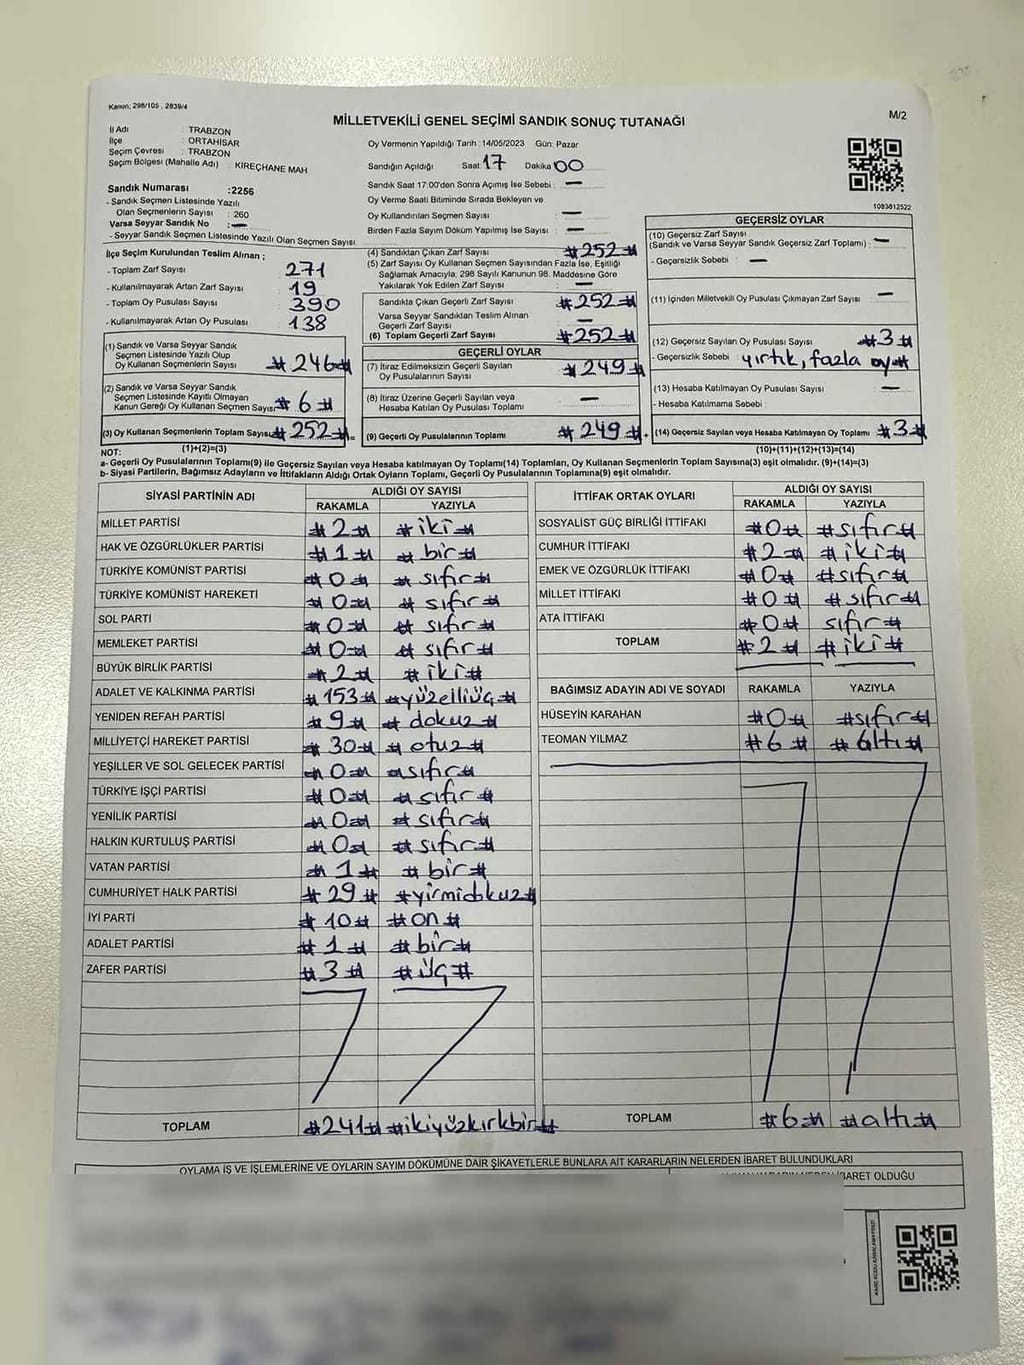 Kanun; 298/105 , 2839/4
M/2
MİLLETVEKİLİ GENEL SEÇİMİ SANDIK SONUÇ TUTANAĞI
İl Adı : TRABZON
İlçe : ORTAHİSAR
Seçim Çevresi : TRABZON
Seçim Bölgesi (Mahalle Adı) : KİREÇHANE MAH
Oy Vermenin Yapıldığı Tarih :14/05/2023 Gün: Pazar
Sandığın Açıldığı Saat: 17 Dakika 00
Sandık Saat 17:00'den Sonra Açılmış İse Sebebi : —
Oy Verme Saati Bitiminde Sırada Bekleyen ve
Oy Kullandırılan Seçmen Sayısı : —
Birden Fazla Sayım Döküm Yapılmış İse Sayısı : —
1083812522
Sandık Numarası :2256
- Sandık Seçmen Listesinde Yazılı
Olan Seçmenlerin Sayısı : 260
Varsa Seyyar Sandık No : —
- Seyyar Sandık Seçmen Listesinde Yazılı Olan Seçmen Sayısı
İlçe Seçim Kurulundan Teslim Alınan ;
- Toplam Zarf Sayısı 271
- Kullanılmayarak Artan Zarf Sayısı 19
- Toplam Oy Pusulası Sayısı 390
- Kullanılmayarak Artan Oy Pusulası 138
(1) Sandık ve Varsa Seyyar Sandık
Seçmen Listesinde Yazılı Olup
Oy Kullanan Seçmenlerin Sayısı #246#
(2) Sandık ve Varsa Seyyar Sandık
Seçmen Listesinde Kayıtlı Olmayan
Kanun Gereği Oy Kullanan Seçmen Sayısı #6#
(3) Oy Kullanan Seçmenlerin Toplam Sayısı #252# =
(1)+(2)=(3)
(4) Sandıktan Çıkan Zarf Sayısı #252#
(5) Zarf Sayısı Oy Kullanan Seçmen Sayısından Fazla İse, Eşitliği
Sağlamak Amacıyla; 298 Sayılı Kanunun 98. Maddesine Göre
Yakılarak Yok Edilen Zarf Sayısı : —
Sandıkta Çıkan Geçerli Zarf Sayısı #252#
Varsa Seyyar Sandıktan Teslim Alınan
Geçerli Zarf Sayısı —
(6) Toplam Geçerli Zarf Sayısı #252#
GEÇERLİ OYLAR
(7) İtiraz Edilmeksizin Geçerli Sayılan
Oy Pusulalarının Sayısı : #249#
(8) İtiraz Üzerine Geçerli Sayılan veya
Hesaba Katılan Oy Pusulası Toplamı —
(9) Geçerli Oy Pusulalarının Toplamı #249# +
GEÇERSİZ OYLAR
(10) Geçersiz Zarf Sayısı
(Sandık ve Varsa Seyyar Sandık Geçersiz Zarf Toplamı) : —
- Geçersizlik Sebebi : —
(11) İçinden Milletvekili Oy Pusulası Çıkmayan Zarf Sayısı : —
(12) Geçersiz Sayılan Oy Pusulası Sayısı #3#
- Geçersizlik Sebebi : yırtık, fazla oy#
(13) Hesaba Katılmayan Oy Pusulası Sayısı —
- Hesaba Katılmama Sebebi :
(14) Geçersiz Sayılan veya Hesaba Katılmayan Oy Toplamı #3#
(10)+(11)+(12)+(13)=(14)
NOT:
a- Geçerli Oy Pusulalarının Toplamı(9) ile Geçersiz Sayılan veya Hesaba katılmayan Oy Toplamı(14) Toplamları, Oy Kullanan Seçmenlerin Toplam Sayısına(3) eşit olmalıdır. (9)+(14)=(3)
b- Siyasi Partilerin, Bağımsız Adayların ve İttifakların Aldığı Ortak Oyların Toplamı, Geçerli Oy Pusulalarının Toplamına(9) eşit olmalıdır.
SİYASİ PARTİNİN ADI ALDIĞI OY SAYISI
RAKAMLA YAZIYLA
MİLLET PARTİSİ #2# #iki#
HAK VE ÖZGÜRLÜKLER PARTİSİ #1# #bir#
TÜRKİYE KOMÜNİST PARTİSİ #0# #sıfır#
TÜRKİYE KOMÜNİST HAREKETİ #0# #sıfır#
SOL PARTİ #0# #sıfır#
MEMLEKET PARTİSİ #0# #sıfır#
BÜYÜK BİRLİK PARTİSİ #2# #iki#
ADALET VE KALKINMA PARTİSİ #153# #yüzelliüç#
YENİDEN REFAH PARTİSİ #9# #dokuz#
MİLLİYETÇİ HAREKET PARTİSİ #30# #otuz#
YEŞİLLER VE SOL GELECEK PARTİSİ #0# #sıfır#
TÜRKİYE İŞÇİ PARTİSİ #0# #sıfır#
YENİLİK PARTİSİ #0# #sıfır#
HALKIN KURTULUŞ PARTİSİ #0# #sıfır#
VATAN PARTİSİ #1# #bir#
CUMHURİYET HALK PARTİSİ #29# #yirmidokuz#
İYİ PARTİ #10# #on#
ADALET PARTİSİ #1# #bir#
ZAFER PARTİSİ #3# #üç#
TOPLAM #241# #ikiyüzkırkbir#
İTTİFAK ORTAK OYLARI ALDIĞI OY SAYISI
RAKAMLA YAZIYLA
SOSYALİST GÜÇ BİRLİĞİ İTTİFAKI #0# #sıfır#
CUMHUR İTTİFAKI #2# #iki#
EMEK VE ÖZGÜRLÜK İTTİFAKI #0# #sıfır#
MİLLET İTTİFAKI #0# #sıfır#
ATA İTTİFAKI #0# sıfır#
TOPLAM #2# #iki#
BAĞIMSIZ ADAYIN ADI VE SOYADI RAKAMLA YAZIYLA
HÜSEYİN KARAHAN #0# #sıfır#
TEOMAN YILMAZ #6# #altı#
TOPLAM #6# #altı#
OYLAMA İŞ VE İŞLEMLERİNE VE OYLARIN SAYIM DÖKÜMÜNE DAİR ŞİKAYETLERLE BUNLARA AİT KARARLARIN NELERDEN İBARET BULUNDUKLARI
İBARET OLDUĞU